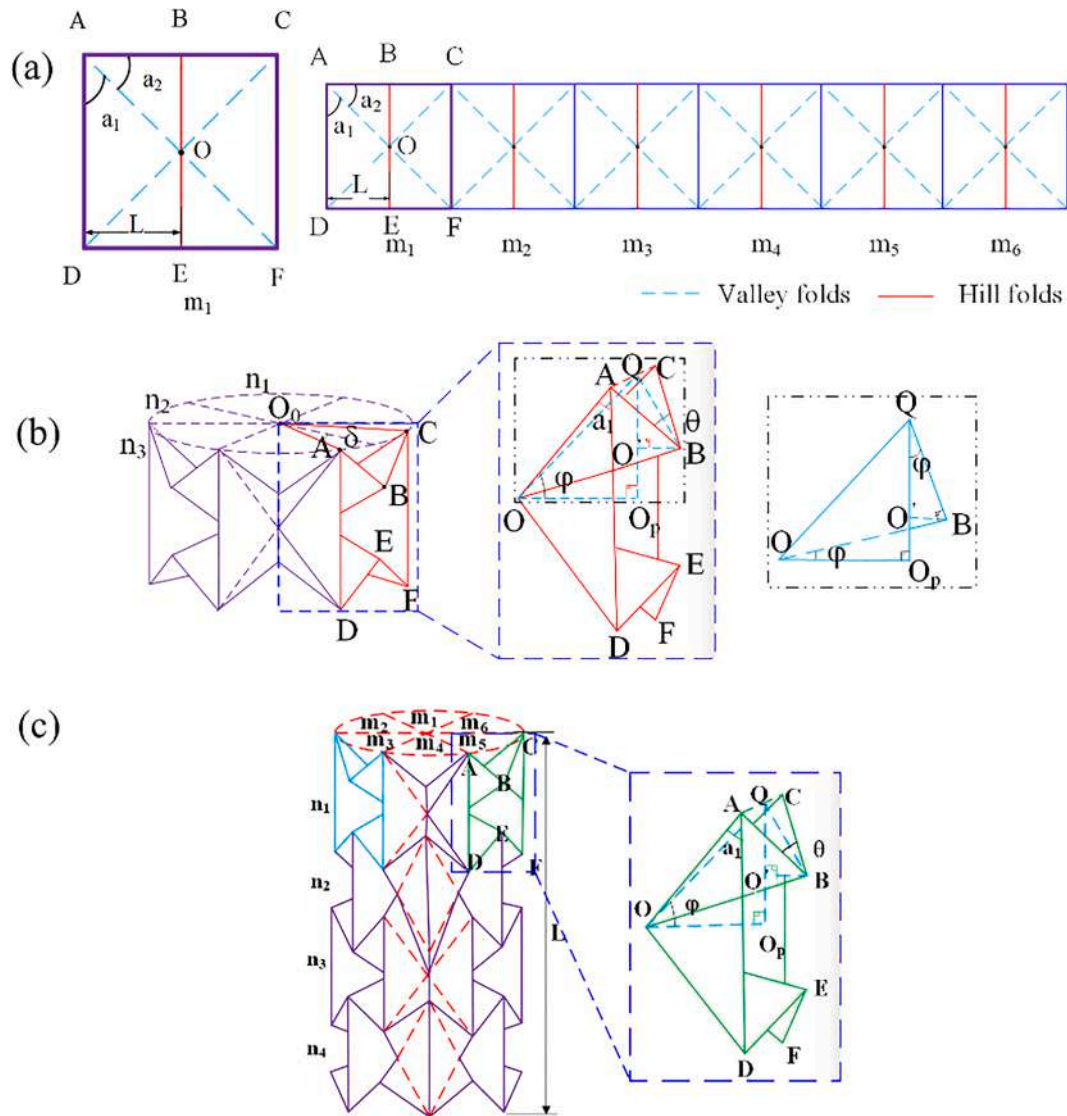 (a)
A B C
a₂
a₁
O
L
D E F
m₁
A B C
a₂
a₁
O
L
D E F
m₁ m₂ m₃ m₄ m₅ m₆
Valley folds Hill folds
(b)
n₁
n₂
n₃
O₀
δ
A
C
B
E
F
D
A Q C
a₁
θ
O' B
φ
O
Oₚ
E
F
D
Q
φ
O' B
O φ
Oₚ
(c)
m₂ m₁ m₆
m₃ m₄ m₅
C
A
B
n₁
E
D F
n₂
L
n₃
n₄
A Q C
a₁
θ
O' B
φ
O
Oₚ
E
F
D